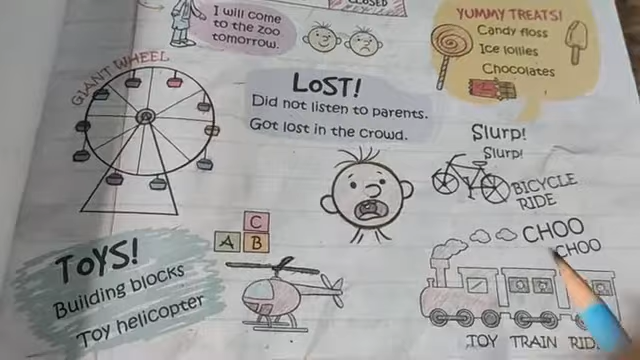 CLOSED
I will come
to the zoo
tomorrow.
YUMMY TREATS!
Candy floss
Ice lollies
Chocolates
GIANT WHEEL
LOST!
Did not listen to parents.
Got lost in the crowd.
Slurp!
Slurp!
BICYCLE
RIDE
TOYS!
Building blocks
Toy helicopter
C
A B
CHOO
CHOO
TOY TRAIN RID